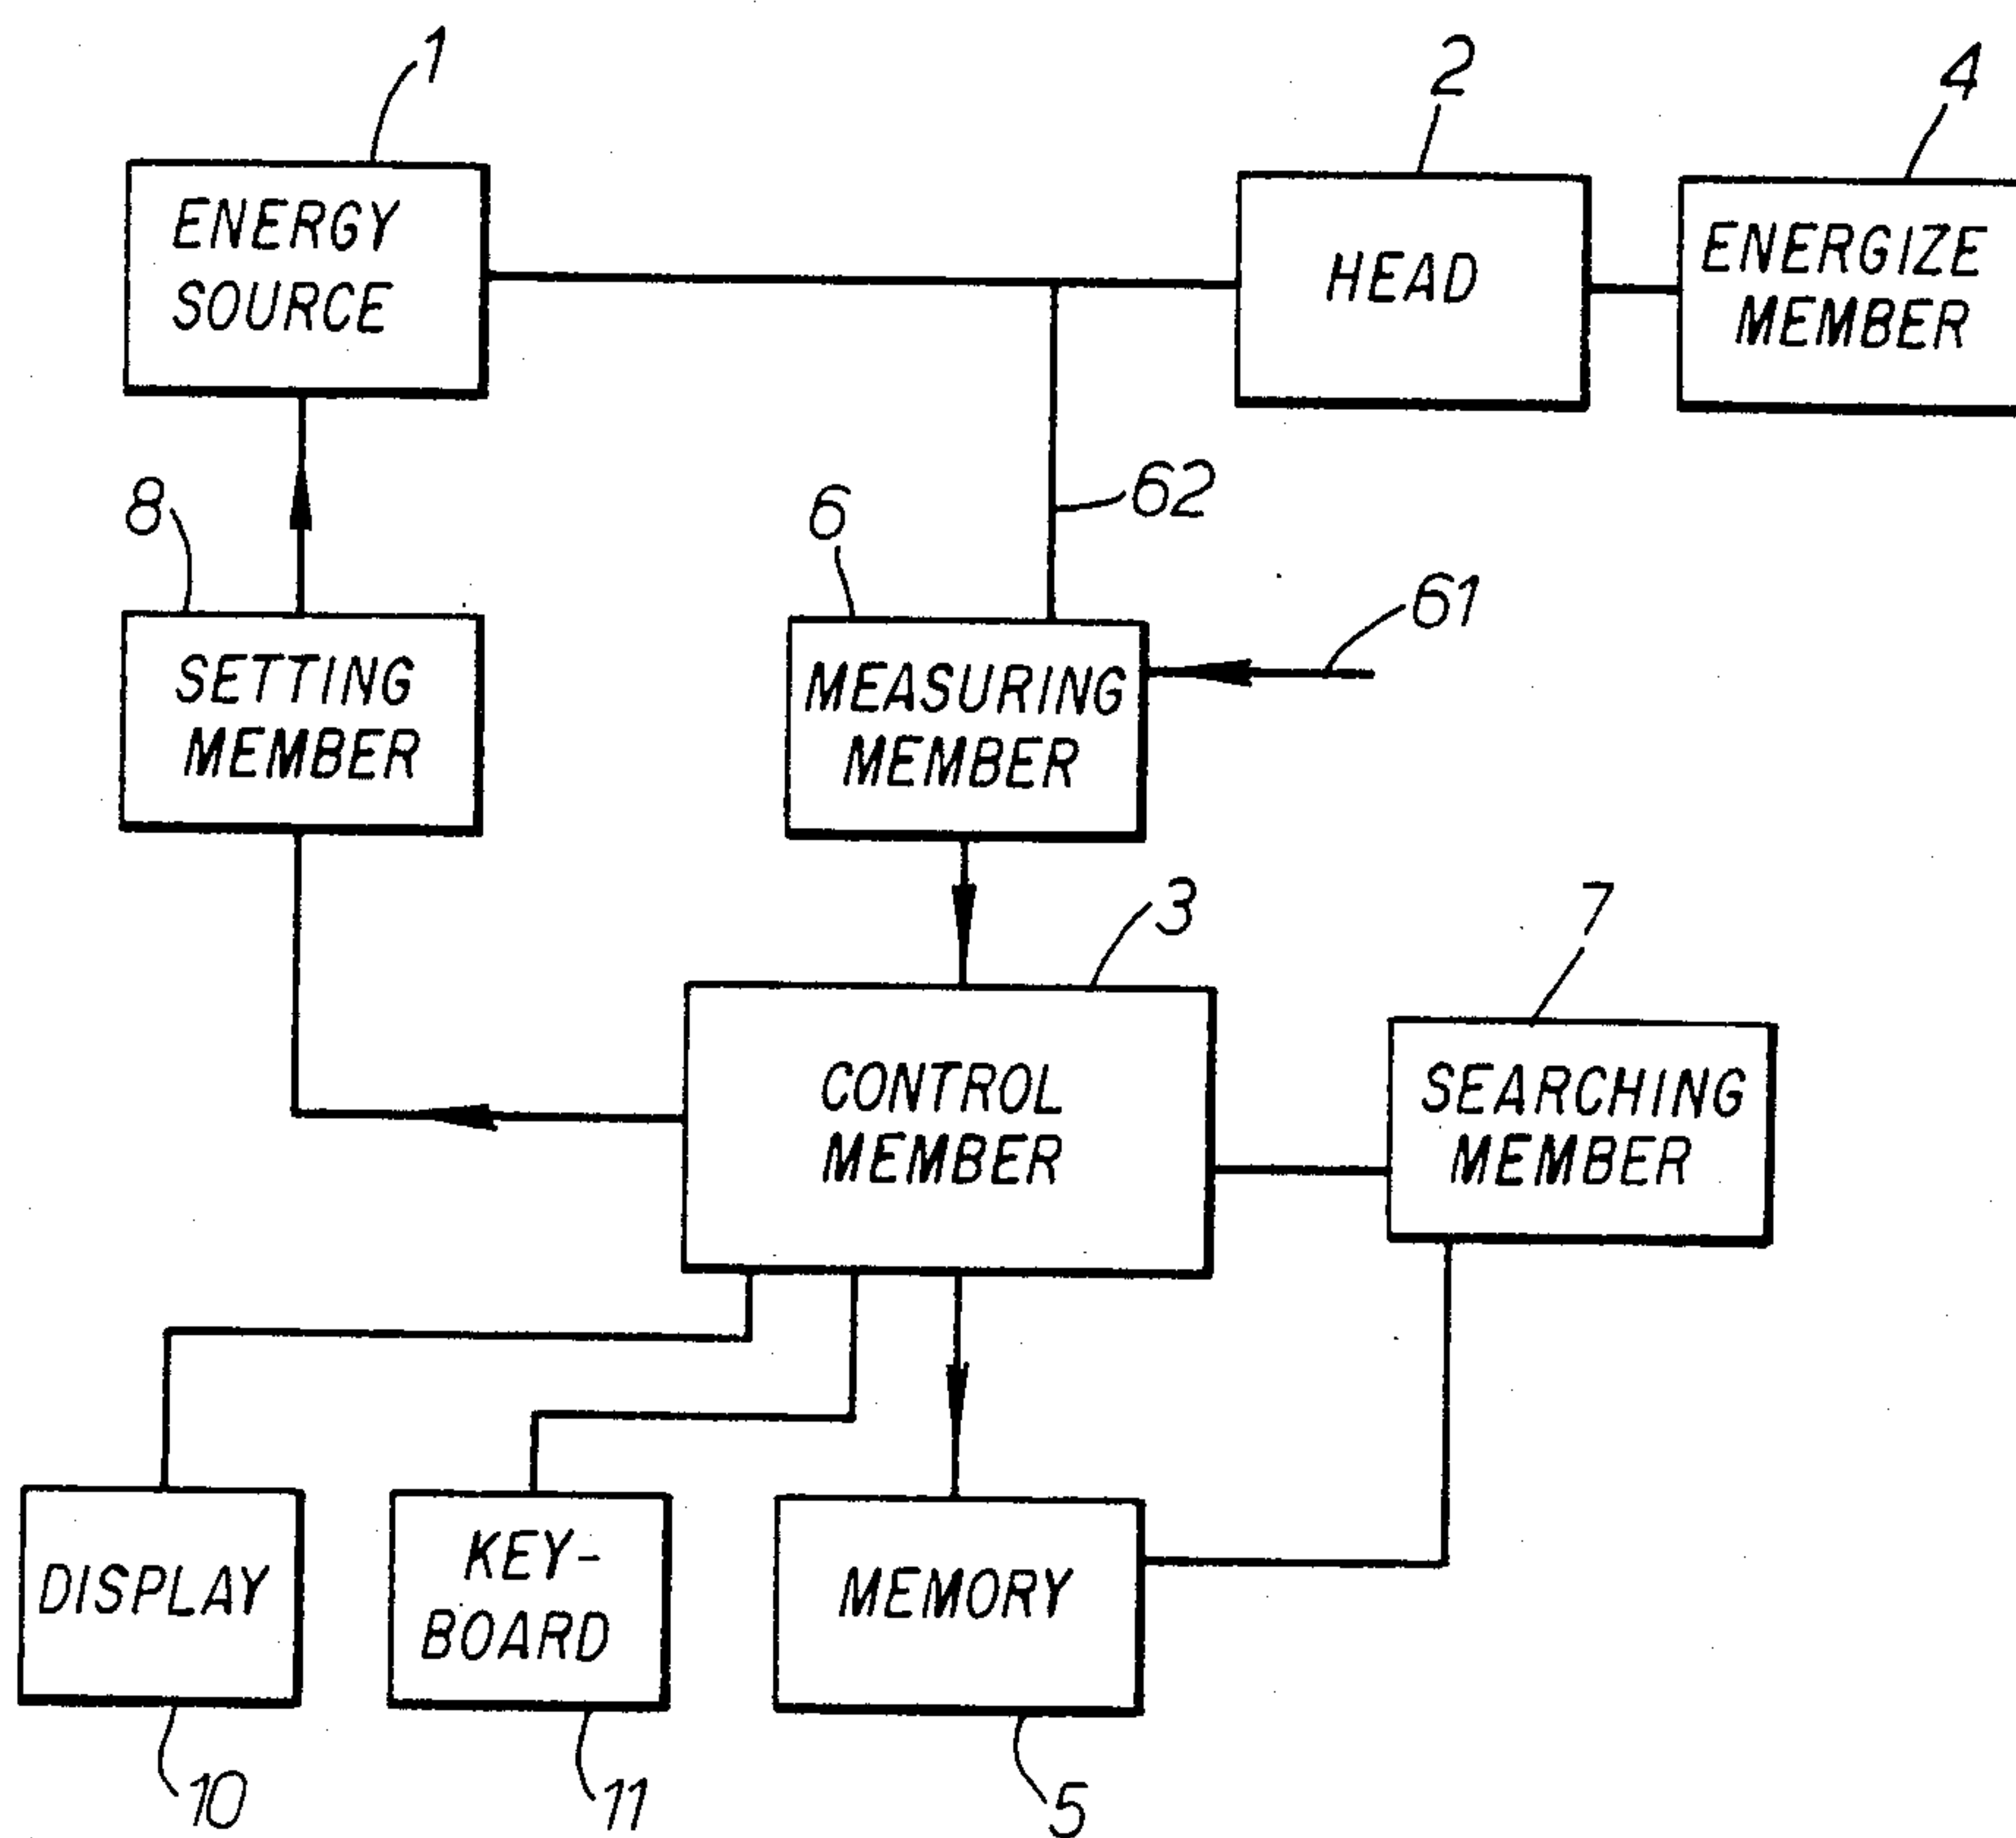 1
2
4
ENERGY
SOURCE
HEAD
ENERGIZE
MEMBER
8
6
62
61
SETTING
MEMBER
MEASURING
MEMBER
3
7
CONTROL
MEMBER
SEARCHING
MEMBER
DISPLAY
KEY-
BOARD
MEMORY
10
11
5